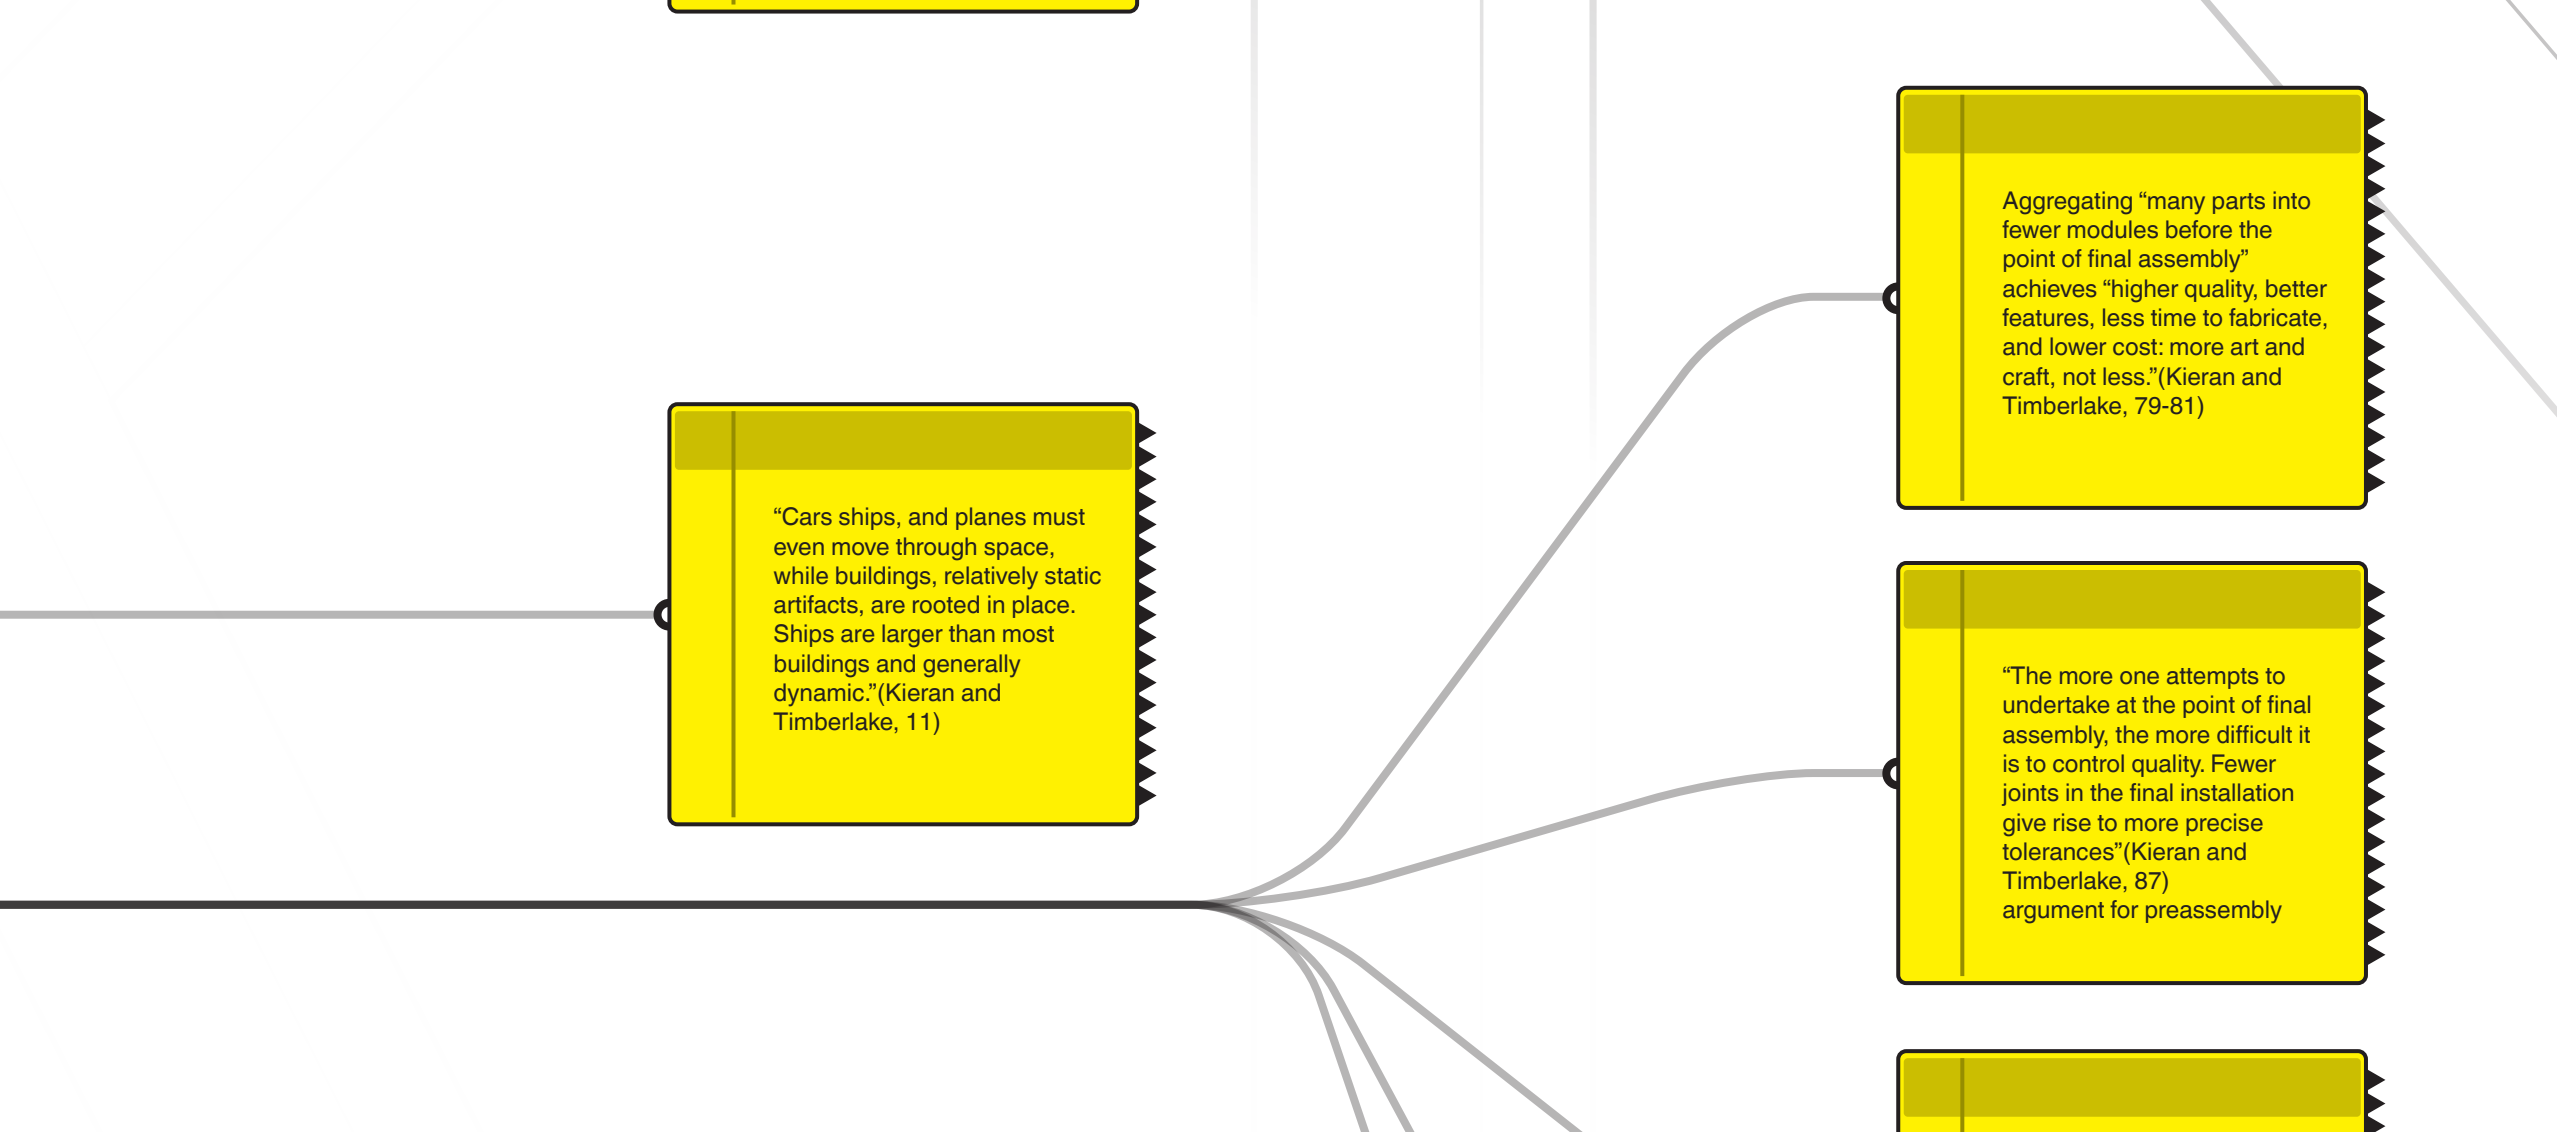 “Cars ships, and planes must
even move through space,
while buildings, relatively static
artifacts, are rooted in place.
Ships are larger than most
buildings and generally
dynamic.”(Kieran and
Timberlake, 11)
Aggregating “many parts into
fewer modules before the
point of final assembly”
achieves “higher quality, better
features, less time to fabricate,
and lower cost: more art and
craft, not less.”(Kieran and
Timberlake, 79-81)
“The more one attempts to
undertake at the point of final
assembly, the more difficult it
is to control quality. Fewer
joints in the final installation
give rise to more precise
tolerances”(Kieran and
Timberlake, 87)
argument for preassembly